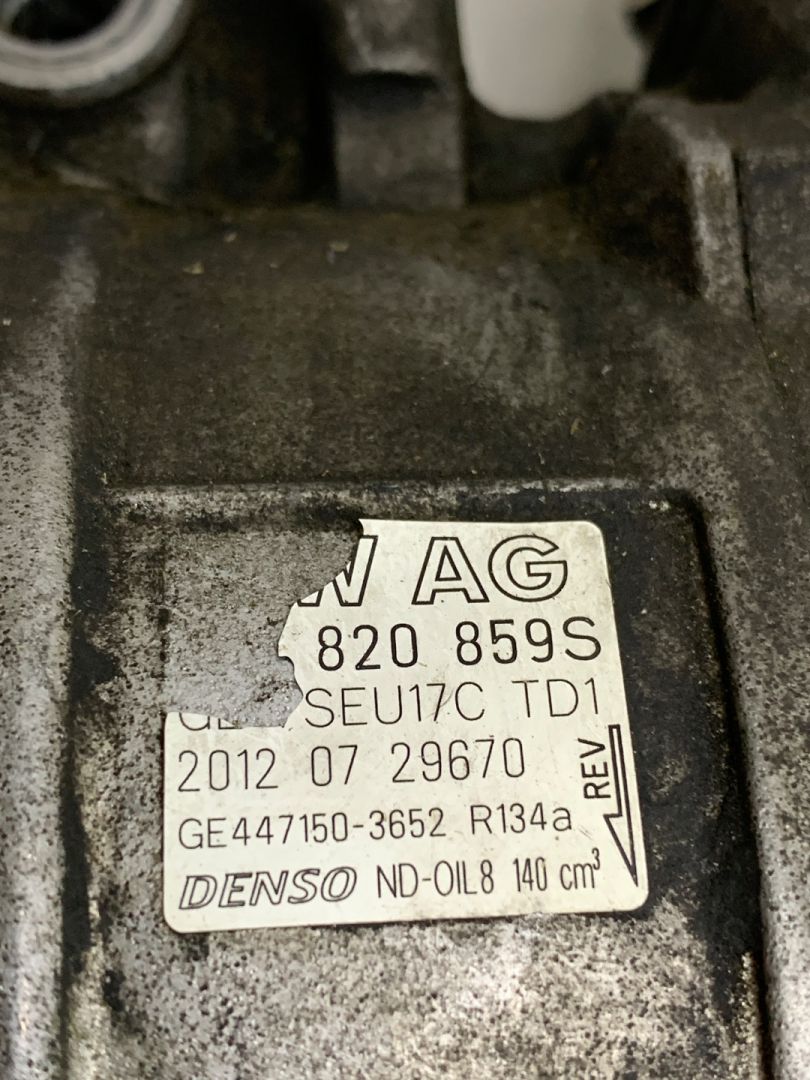 AG
820 859S
SEU17C TD1
2012 07 29670
REV
GE447150-3652 R134a
DENSO ND-OIL8 140 cm³